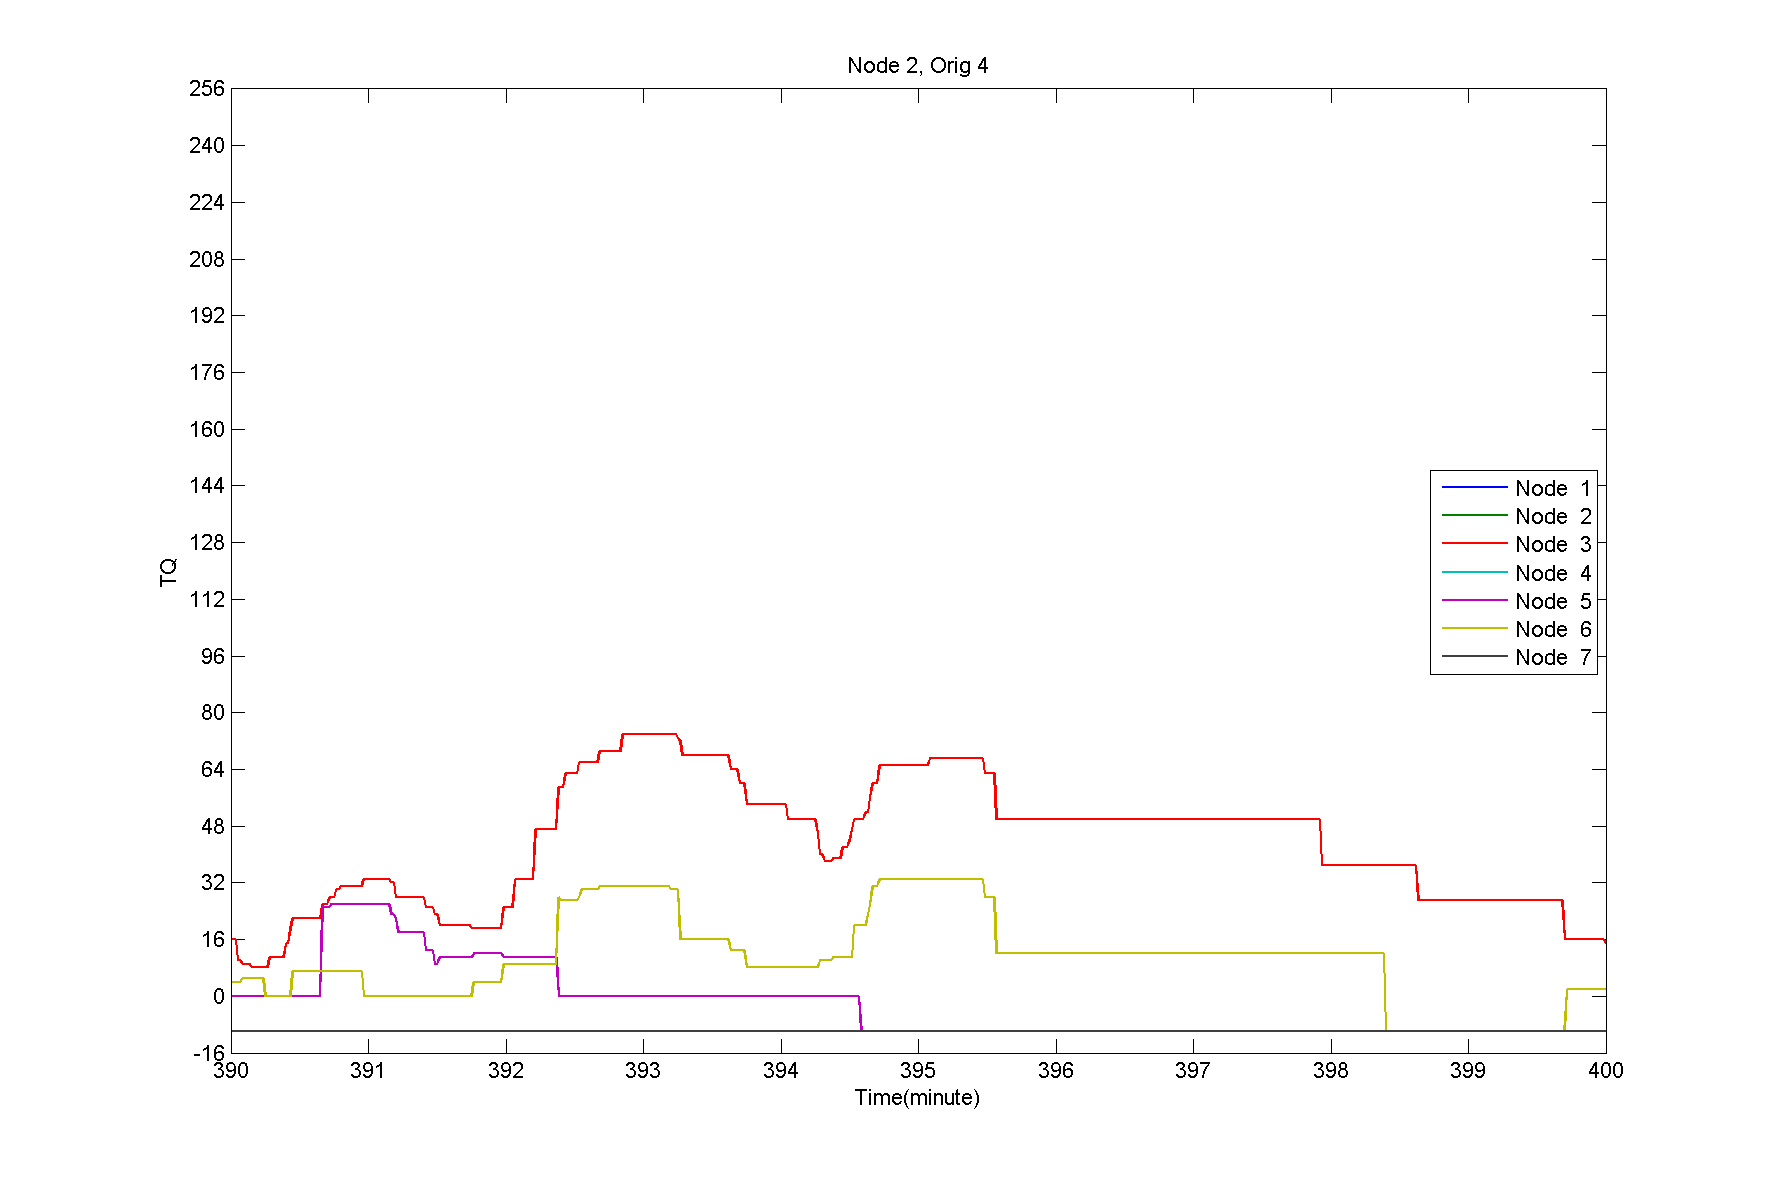 Node 2, Orig 4
256
240
224
208
192
176
160
144
128
112
96
80
64
48
32
16
0
-16
TQ
Node 1
Node 2
Node 3
Node 4
Node 5
Node 6
Node 7
390 391 392 393 394 395 396 397 398 399 400
Time(minute)